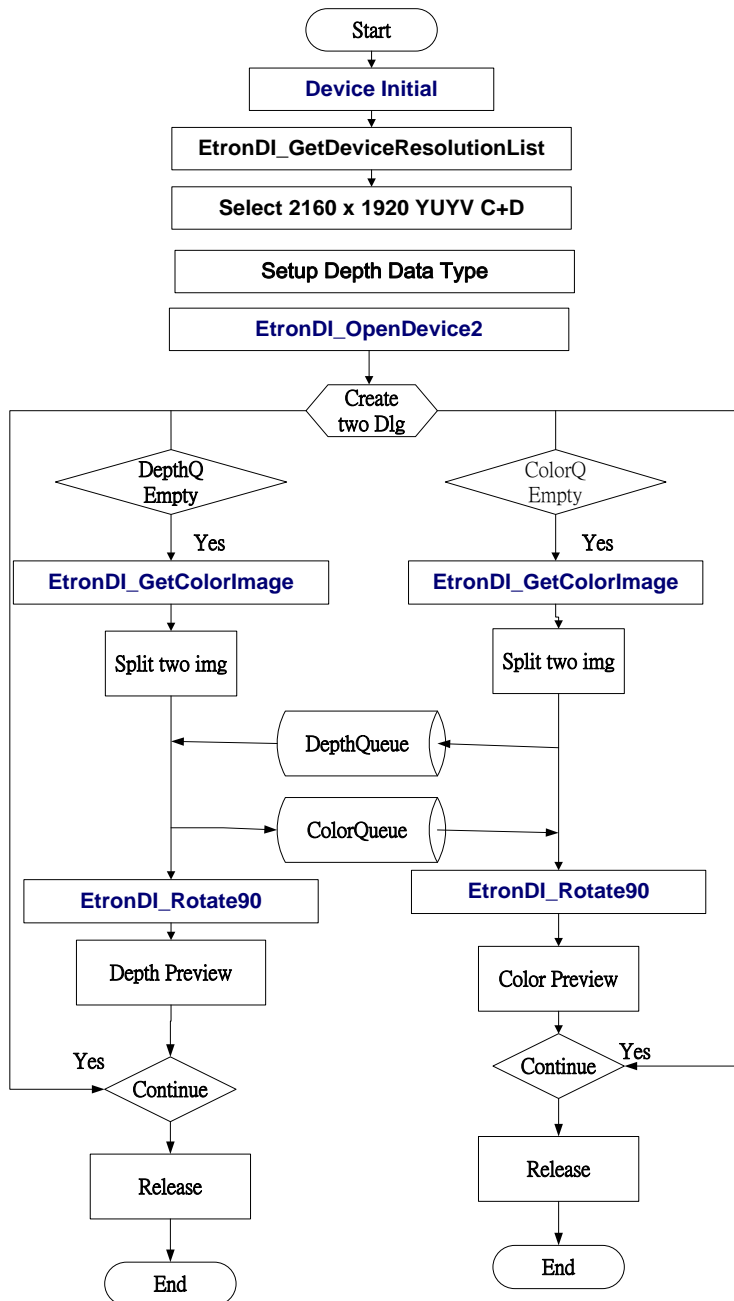 Start
Device Initial
EtronDI_GetDeviceResolutionList
Select 2160 x 1920 YUYV C+D
Setup Depth Data Type
EtronDI_OpenDevice2
Create
two Dlg
DepthQ
Empty
ColorQ
Empty
Yes
Yes
EtronDI_GetColorImage
EtronDI_GetColorImage
Split two img
Split two img
DepthQueue
ColorQueue
EtronDI_Rotate90
EtronDI_Rotate90
Depth Preview
Color Preview
Yes
Continue
Continue
Yes
Release
Release
End
End